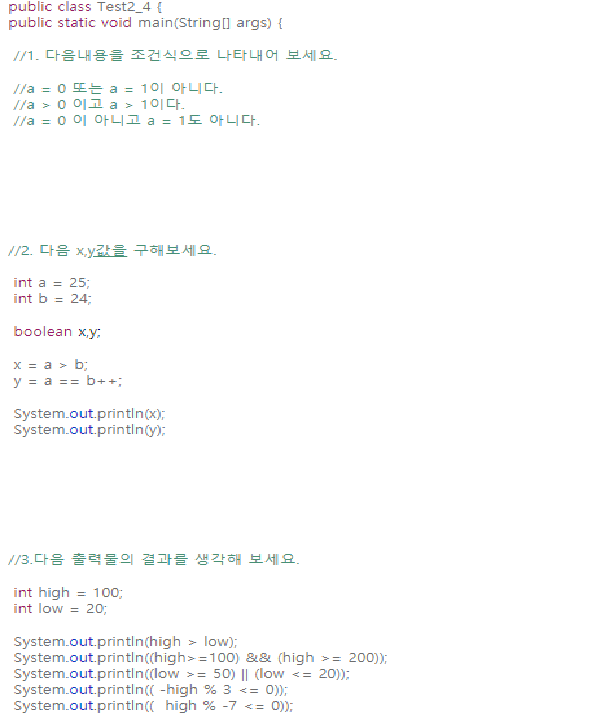 public class Test2_4 {
public static void main(String[] args) {
//1. 다음내용을 조건식으로 나타내어 보세요.
//a = 0 또는 a = 1이 아니다.
//a > 0 이고 a > 1이다.
//a = 0 이 아니고 a = 1도 아니다.
//2. 다음 x,y값을 구해보세요.
int a = 25;
int b = 24;
boolean x,y;
x = a > b;
y = a == b++;
System.out.println(x);
System.out.println(y);
//3.다음 출력물의 결과를 생각해 보세요.
int high = 100;
int low = 20;
System.out.println(high > low);
System.out.println((high>=100) && (high >= 200));
System.out.println((low >= 50) || (low <= 20));
System.out.println(( -high % 3 <= 0));
System.out.println(( high % -7 <= 0));